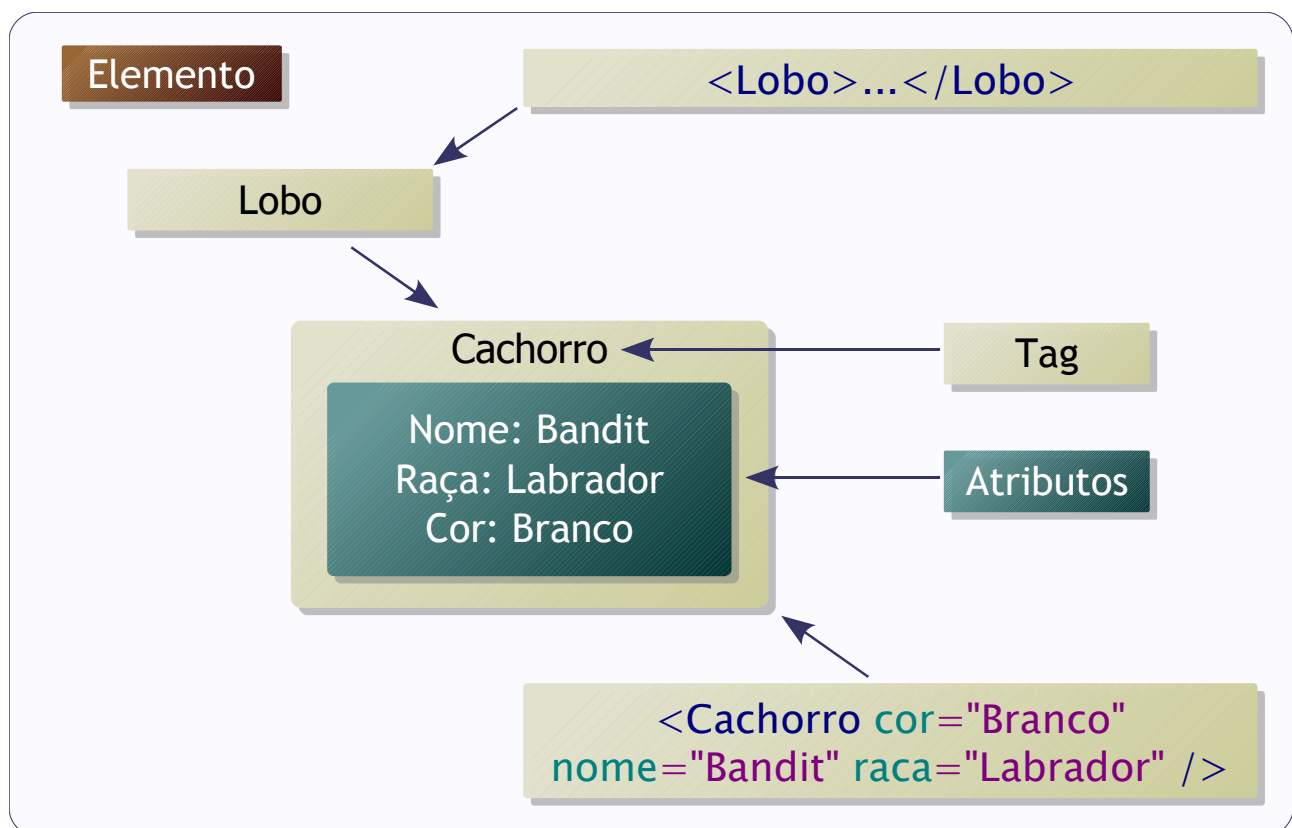 Elemento
<Lobo>...</Lobo>
Lobo
Cachorro
Tag
Nome: Bandit
Raça: Labrador
Cor: Branco
Atributos
<Cachorro cor="Branco"
nome="Bandit" raca="Labrador" />